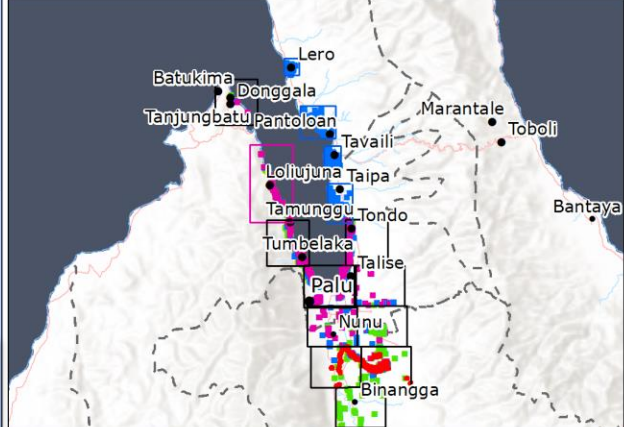 Lero
Batukima
Donggala
Tanjungbatu
Pantoloan
Marantale
Toboli
Tavaili
Loliujuna
Taipa
Bantaya
Tamunggu
Tondo
Tumbelaka
Talise
Palu
Nunu
Binangga